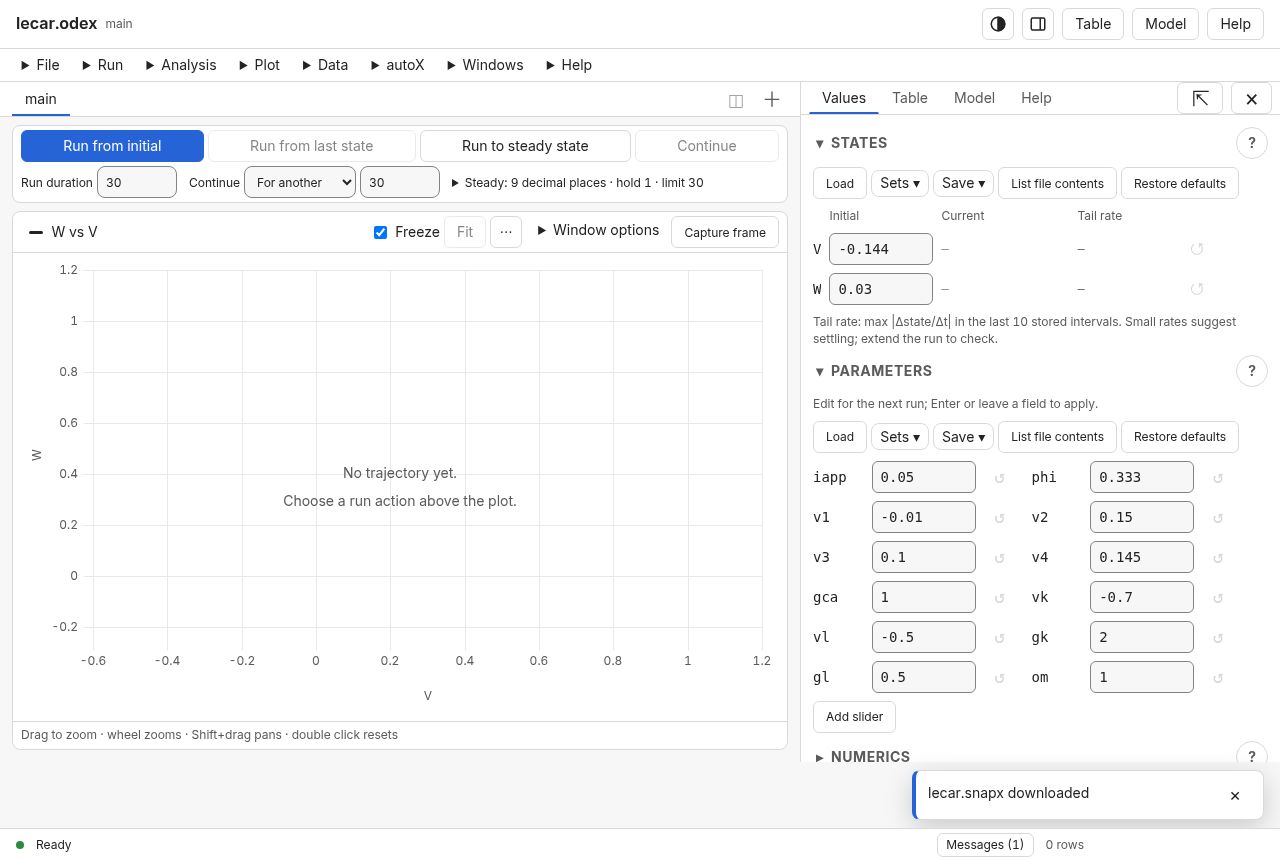 lecar.odex main
Table Model Help
File Run Analysis Plot Data autoX Windows Help
main
Run from initial Run from last state Run to steady state Continue
Run duration 30 Continue For another 30 Steady: 9 decimal places · hold 1 · limit 30
W vs V Freeze Fit ... Window options Capture frame
1.2
1
0.8
0.6
0.4
0.2
0
-0.2
W
No trajectory yet.
Choose a run action above the plot.
-0.6 -0.4 -0.2 0 0.2 0.4 0.6 0.8 1 1.2
V
Drag to zoom · wheel zooms · Shift+drag pans · double click resets
Values Table Model Help
STATES ?
Load Sets Save List file contents Restore defaults
Initial Current Tail rate
V -0.144 – –
W 0.03 – –
Tail rate: max |Δstate/Δt| in the last 10 stored intervals. Small rates suggest
settling; extend the run to check.
PARAMETERS ?
Edit for the next run; Enter or leave a field to apply.
Load Sets Save List file contents Restore defaults
iapp 0.05 phi 0.333
v1 -0.01 v2 0.15
v3 0.1 v4 0.145
gca 1 vk -0.7
vl -0.5 gk 2
gl 0.5 om 1
Add slider
NUMERICS ?
lecar.snapx downloaded
Ready Messages (1) 0 rows